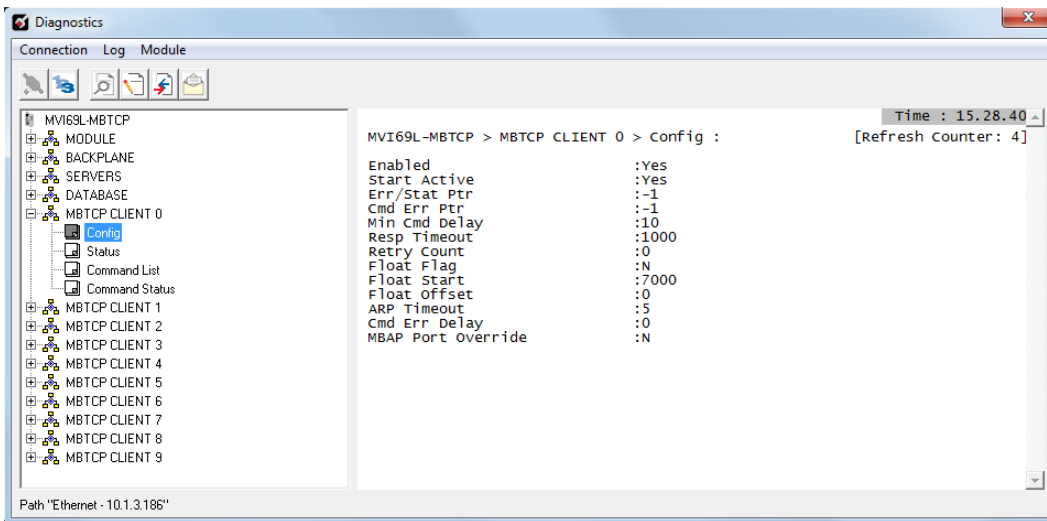 Diagnostics
x
Connection Log Module
MVI69L-MBTCP
MODULE
BACKPLANE
SERVERS
DATABASE
MBTCP CLIENT 0
Config
Status
Command List
Command Status
MBTCP CLIENT 1
MBTCP CLIENT 2
MBTCP CLIENT 3
MBTCP CLIENT 4
MBTCP CLIENT 5
MBTCP CLIENT 6
MBTCP CLIENT 7
MBTCP CLIENT 8
MBTCP CLIENT 9
Time : 15.28.40
MVI69L-MBTCP > MBTCP CLIENT 0 > Config : [Refresh Counter: 4]
Enabled :Yes
Start Active :Yes
Err/Stat Ptr :-1
Cmd Err Ptr :-1
Min Cmd Delay :10
Resp Timeout :1000
Retry Count :0
Float Flag :N
Float Start :7000
Float Offset :0
ARP Timeout :5
Cmd Err Delay :0
MBAP Port Override :N
Path "Ethernet - 10.1.3.186"